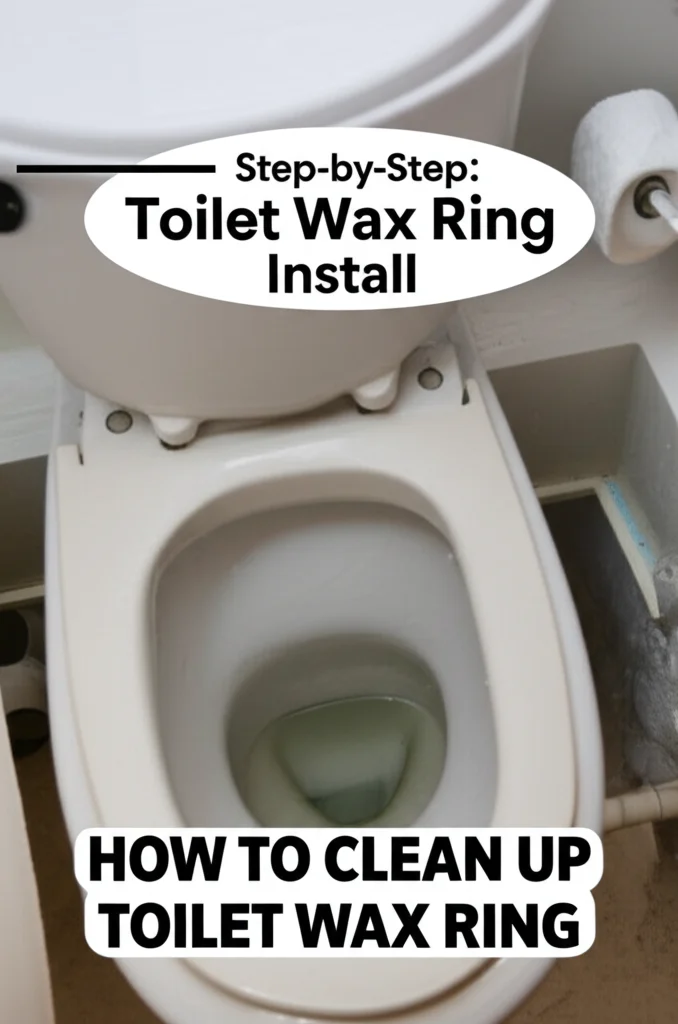 Step-by-Step:
Toilet Wax Ring
Install
HOW TO CLEAN UP
TOILET WAX RING